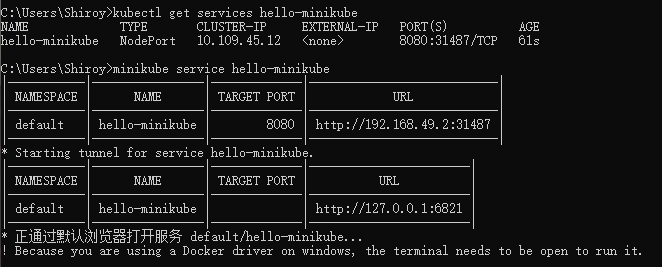 C:\Users\Shiroy>kubectl get services hello-minikube
NAME TYPE CLUSTER-IP EXTERNAL-IP PORT(S) AGE
hello-minikube NodePort 10.109.45.12 <none> 8080:31487/TCP 61s
C:\Users\Shiroy>minikube service hello-minikube
| NAMESPACE | NAME | TARGET PORT | URL |
| default | hello-minikube | 8080 | http://192.168.49.2:31487 |
* Starting tunnel for service hello-minikube.
| NAMESPACE | NAME | TARGET PORT | URL |
| default | hello-minikube | | http://127.0.0.1:6821 |
* 正通过默认浏览器打开服务 default/hello-minikube...
! Because you are using a Docker driver on windows, the terminal needs to be open to run it.